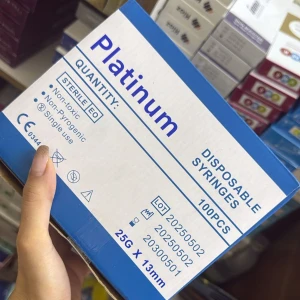 Platinum
DISPOSABLE
SYRINGES
QUANTITY:
100PCS
STERILE EO
Non-toxic
Non-Pyrogenic
Single use
CE 0344
LOT 20250502
20250502
20300501
25G X 13mm